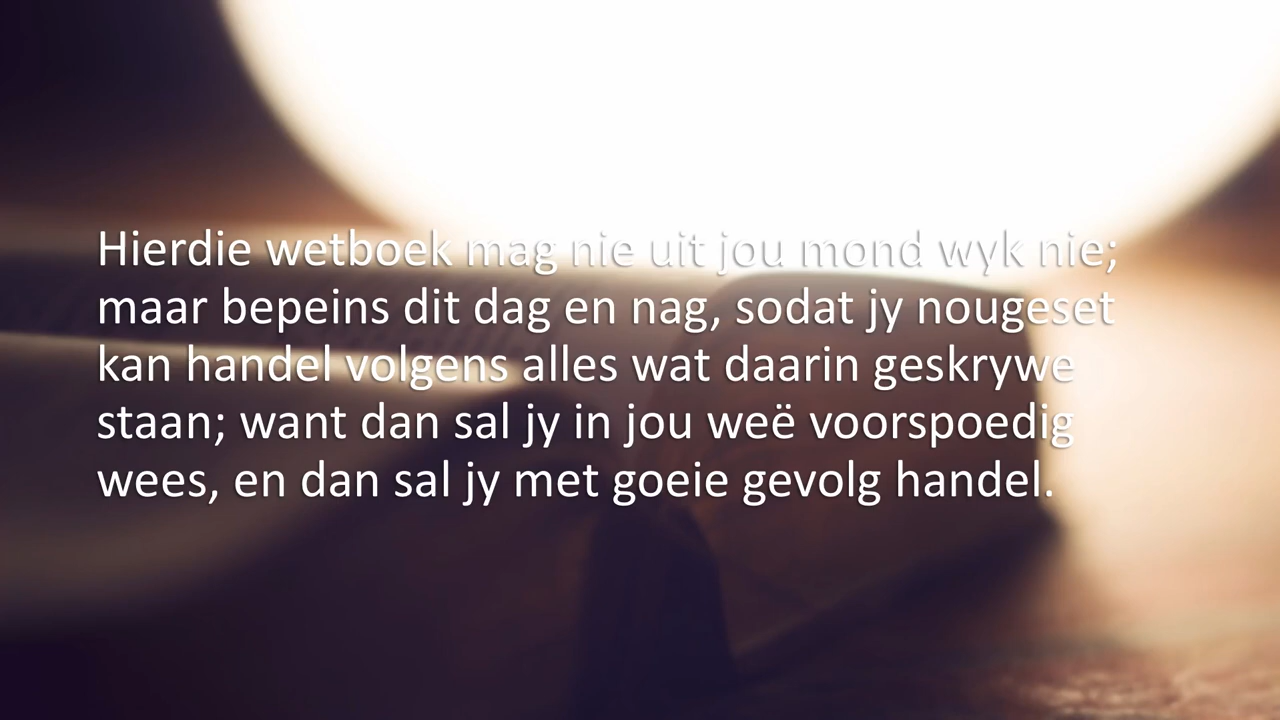 Hierdie wetboek mag nie uit jou mond wyk nie;
maar bepeins dit dag en nag, sodat jy nougeset
kan handel volgens alles wat daarin geskrywe
staan; want dan sal jy in jou weë voorspoedig
wees, en dan sal jy met goeie gevolg handel.